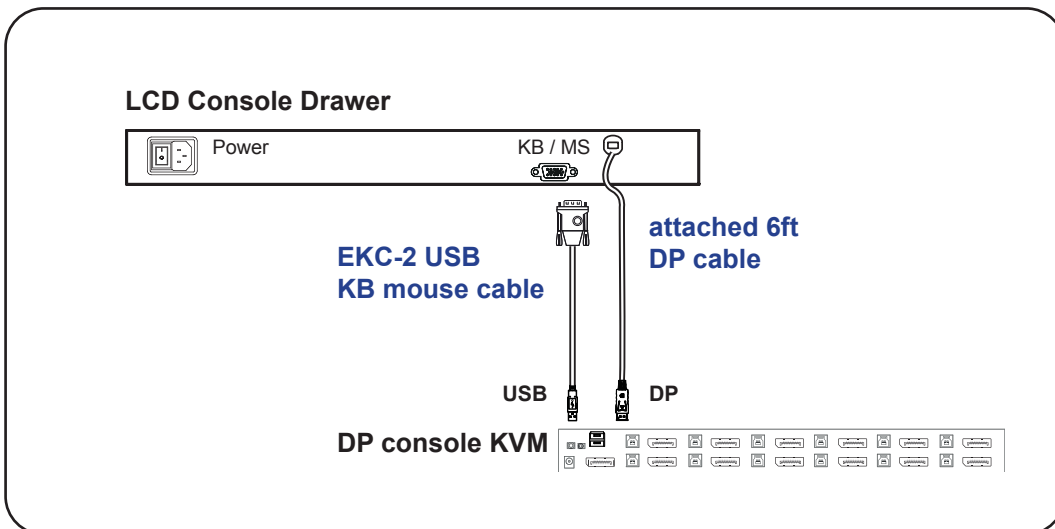 LCD Console Drawer
Power
KB / MS
attached 6ft
DP cable
EKC-2 USB
KB mouse cable
USB
DP
DP console KVM